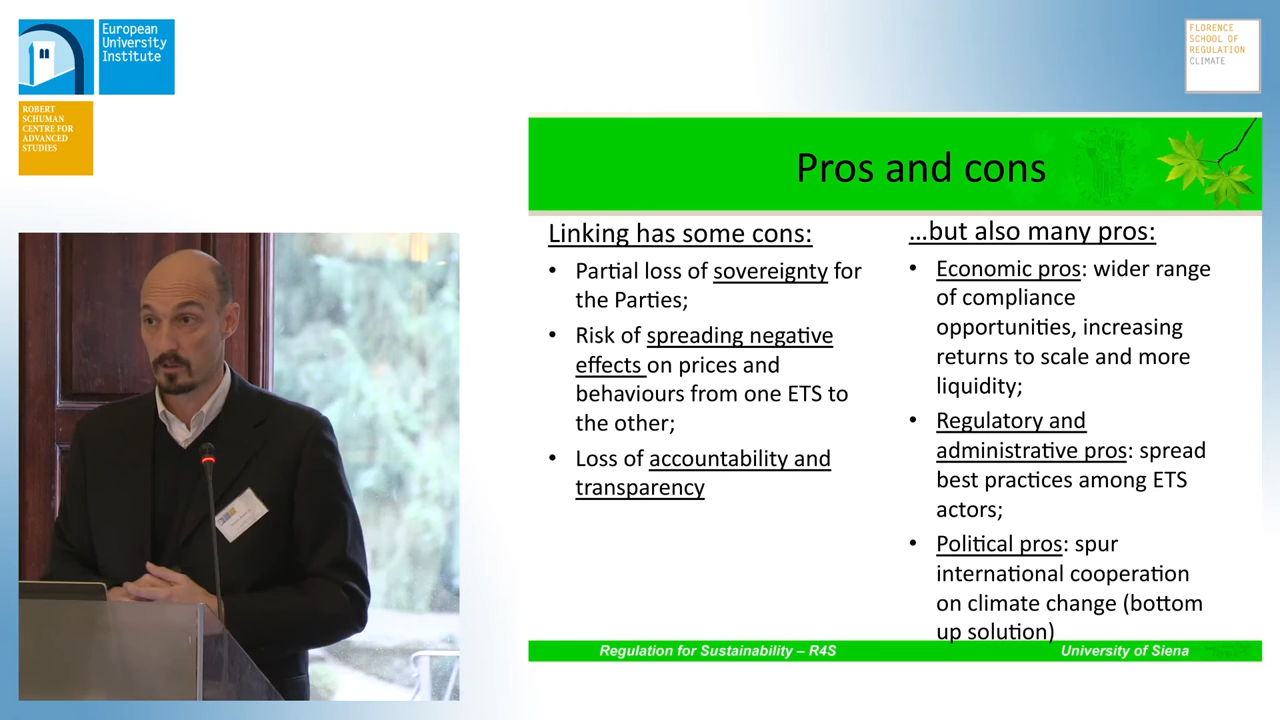 European
University
Institute
ROBERT
SCHUMAN
CENTRE FOR
ADVANCED
STUDIES
FLORENCE
SCHOOL OF
REGULATION
CLIMATE
Pros and cons
Linking has some cons:
• Partial loss of sovereignty for
the Parties;
• Risk of spreading negative
effects on prices and
behaviours from one ETS to
the other;
• Loss of accountability and
transparency
...but also many pros:
• Economic pros: wider range
of compliance
opportunities, increasing
returns to scale and more
liquidity;
• Regulatory and
administrative pros: spread
best practices among ETS
actors;
• Political pros: spur
international cooperation
on climate change (bottom
up solution)
Regulation for Sustainability – R4S
University of Siena